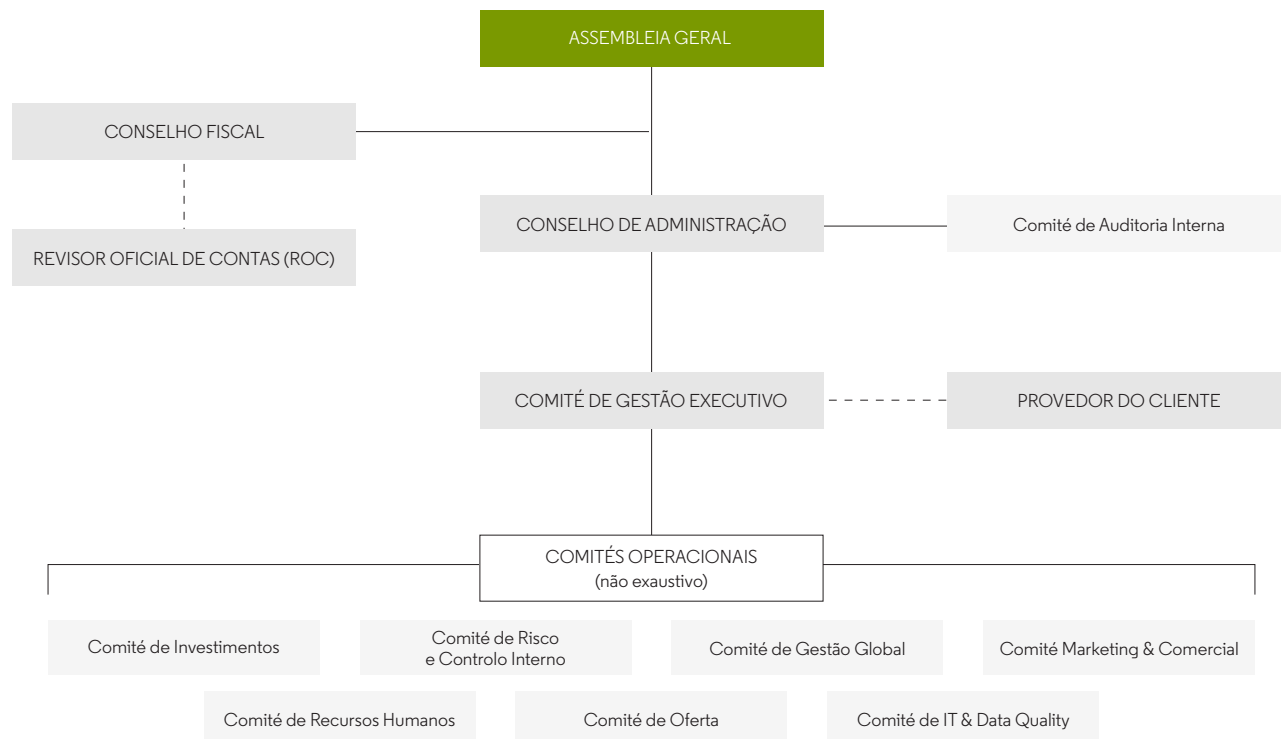 ASSEMBLEIA GERAL
CONSELHO FISCAL
CONSELHO DE ADMINISTRAÇÃO
Comité de Auditoria Interna
REVISOR OFICIAL DE CONTAS (ROC)
COMITÉ DE GESTÃO EXECUTIVO
PROVEDOR DO CLIENTE
COMITÉS OPERACIONAIS
(não exaustivo)
Comité de Investimentos
Comité de Risco
e Controlo Interno
Comité de Gestão Global
Comité Marketing & Comercial
Comité de Recursos Humanos
Comité de Oferta
Comité de IT & Data Quality